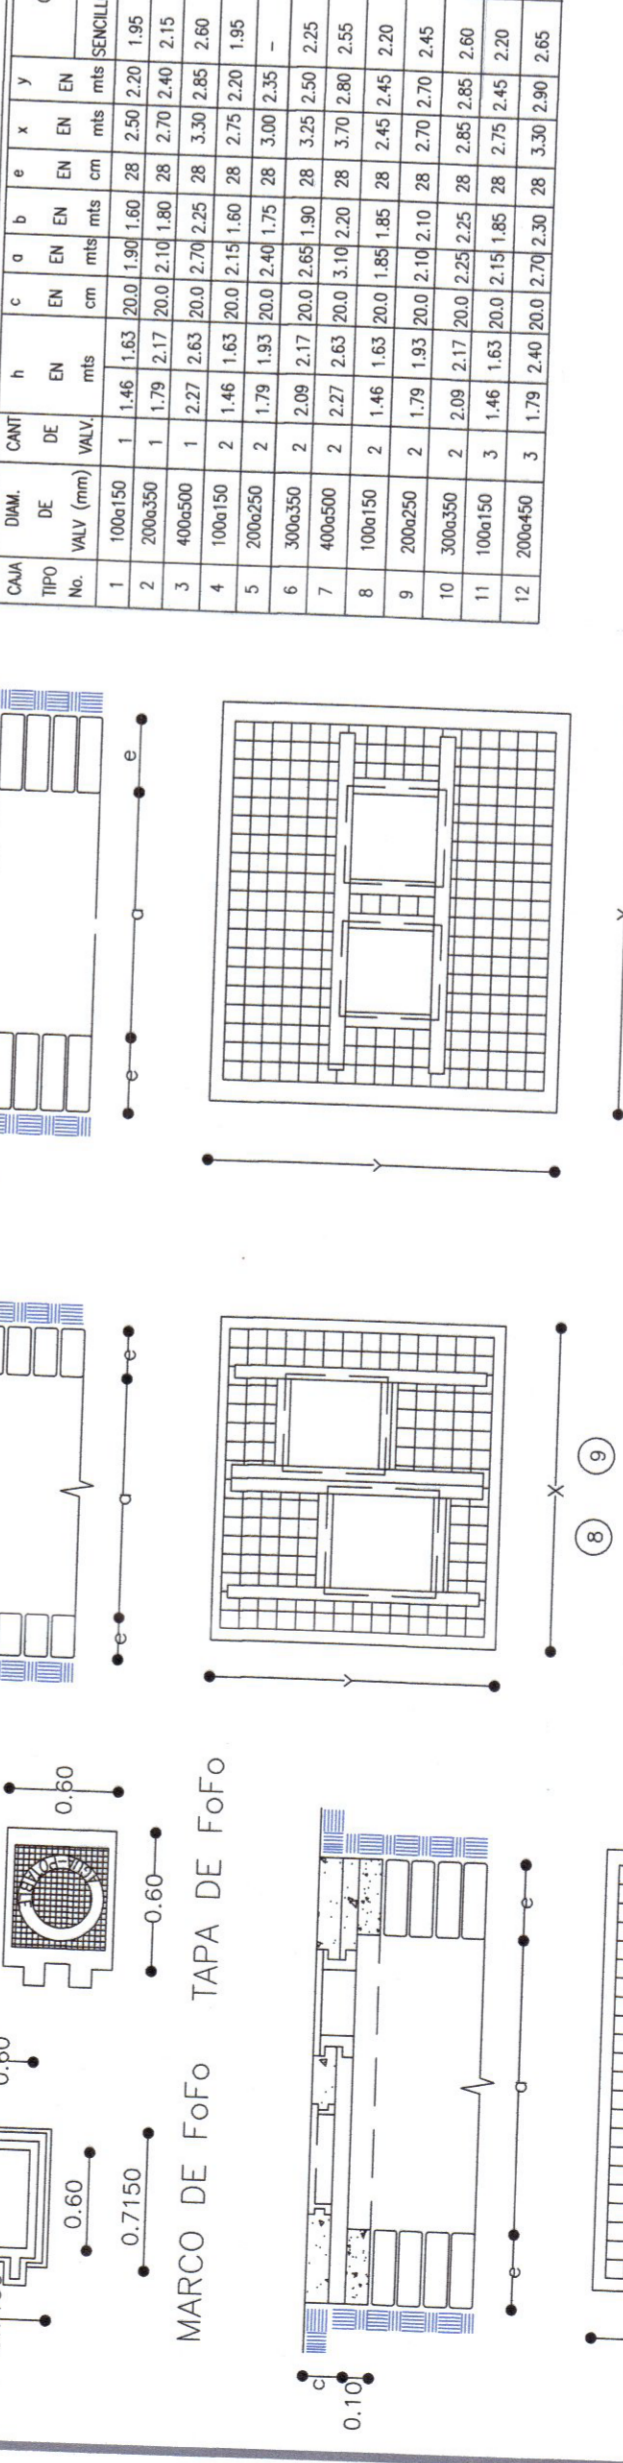 CAJA DIAM. CANT h c a b e x y
TIPO DE DE EN EN EN EN EN EN EN
No. VALV (mm) VALV. mts cm mts mts cm mts mts
1 100a150 1 1.46 1.63 20.0 1.90 1.60 28 2.50 2.20 1.95
2 200a350 1 1.79 2.17 20.0 2.10 1.80 28 2.70 2.40 2.15
3 400a500 1 2.27 2.63 20.0 2.70 2.25 28 3.30 2.85 2.60
4 100a150 2 1.46 1.63 20.0 2.15 1.60 28 2.75 2.20 1.95
5 200a250 2 1.79 1.93 20.0 2.40 1.75 28 3.00 2.35 –
6 300a350 2 2.09 2.17 20.0 2.65 1.90 28 3.25 2.50 2.25
7 400a500 2 2.27 2.63 20.0 3.10 2.20 28 3.70 2.80 2.55
8 100a150 2 1.46 1.63 20.0 1.85 1.85 28 2.45 2.45 2.20
9 200a250 2 1.79 1.93 20.0 2.10 2.10 28 2.70 2.70 2.45
10 300a350 2 2.09 2.17 20.0 2.25 2.25 28 2.85 2.85 2.60
11 100a150 3 1.46 1.63 20.0 2.15 1.85 28 2.75 2.45 2.20
12 200a450 3 1.79 2.40 20.0 2.70 2.30 28 3.30 2.90 2.65
e a e
Y
e a e
Y
X
8 9
0.60
AGUA POTABLE
0.60
0.60
0.7150
MARCO DE FoFo TAPA DE FoFo
c
0.10
e a e